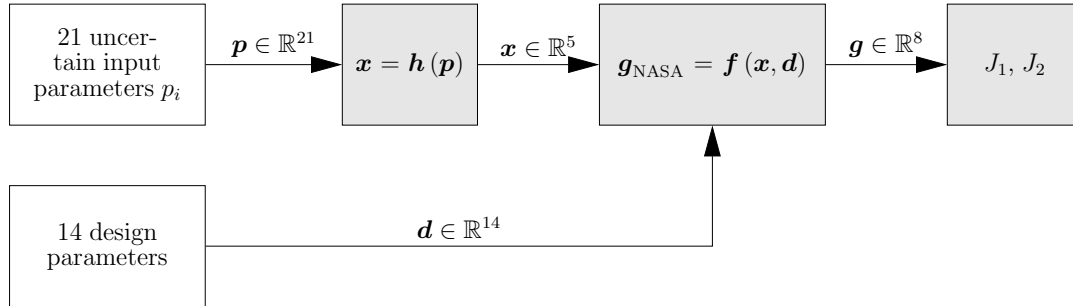 21 uncer-
tain input
parameters p_i
p ∈ ℝ^21
x = h (p)
x ∈ ℝ^5
g_NASA = f (x, d)
g ∈ ℝ^8
J_1, J_2
14 design
parameters
d ∈ ℝ^14